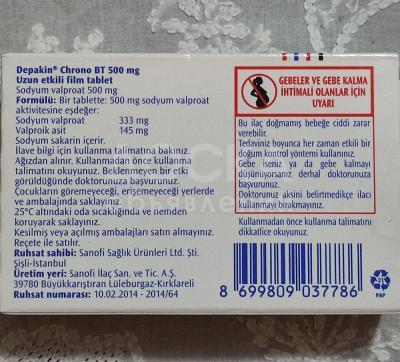 Depakin® Chrono BT 500 mg
Uzun etkili film tablet
Sodyum valproat 500 mg
Formülü: Bir tablette: 500 mg sodyum valproat
aktivitesine eşdeğer:
Sodyum valproat 333 mg
Valproik asit 145 mg
Sodyum sakarin içerir.
İlave bilgi için kullanma talimatına bakınız.
Ağızdan alınır. Kullanmadan önce kullanma
talimatını okuyunuz. Beklenmeyen bir etki
görüldüğünde doktorunuza başvurunuz.
Çocukların göremeyeceği, erişemeyeceği yerlerde
ve ambalajında saklayınız.
25°C altındaki oda sıcaklığında ve nemden
koruyarak saklayınız.
Kesilmiş veya açılmış ambalajları satın almayınız.
Reçete ile satılır.
Ruhsat sahibi: Sanofi Sağlık Ürünleri Ltd. Şti.
Şişli-İstanbul
Üretim yeri: Sanofi İlaç San. ve Tic. A.Ş.
39780 Büyükkarıştıran Lüleburgaz-Kırklareli
Ruhsat numarası: 10.02.2014 - 2014/64
GEBELER VE GEBE KALMA
İHTİMALİ OLANLAR İÇİN
UYARI
Bu ilaç doğmamış bebeğe ciddi zarar
verebilir.
Tedaviniz boyunca her zaman etkili bir
doğum kontrol yöntemi kullanınız.
Gebe iseniz ya da gebe kalmayı
düşünüyorsanız derhal doktorunuza
başvurunuz.
Doktorunuz aksini belirtmedikçe ilacı
kullanmayı bırakmayınız.
Kullanmadan önce kullanma talimatını
dikkatlice okuyunuz.
8 699809 037786
21
PAP